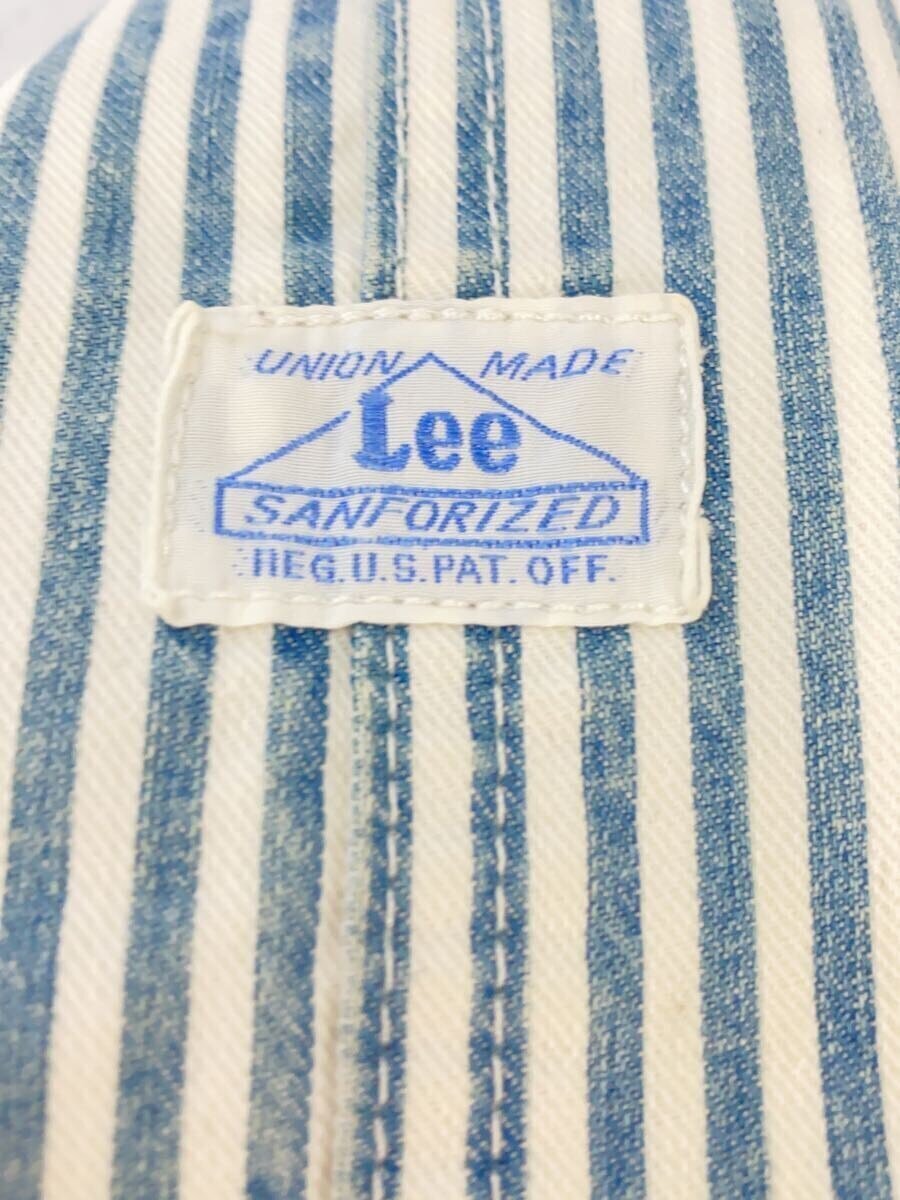 UNION MADE
Lee
SANFORIZED
REG. U.S. PAT. OFF.